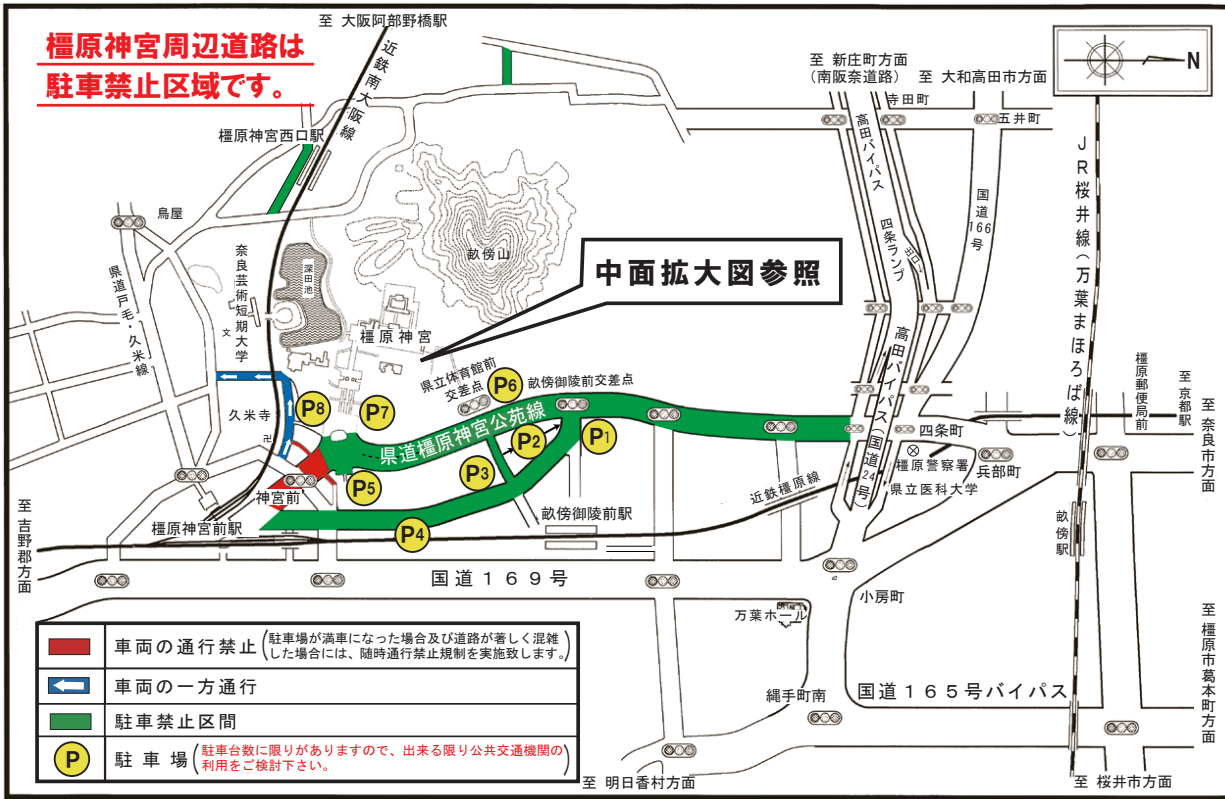 至 大阪阿部野橋駅
橿原神宮周辺道路は
駐車禁止区域です。
近鉄南大阪線
至 新庄町方面
(南阪奈道路)
至 大和高田市方面
N
寺田町
五井町
橿原神宮西口駅
高田バイパス
JR桜井線(万葉まほろば線)
国道166号
鳥屋
四条ランプ
出口
奈良芸術短期大学
文
深田池
畝傍山
中面拡大図参照
県道戸毛・久米線
橿原神宮
県立体育館前
交差点
P6
畝傍御陵前交差点
高田バイパス(国道24号)
橿原郵便局前
至 京都駅
至 奈良市方面
久米寺
卍
P8
P7
県道橿原神宮公苑線
P2
P1
四条町
橿原警察署
兵部町
県立医科大学
P3
P5
神宮前
近鉄橿原線
橿原神宮前駅
P4
畝傍御陵前駅
畝傍駅
至 吉野郡方面
国道169号
小房町
万葉ホール
至 橿原市葛本町方面
車両の通行禁止(駐車場が満車になった場合及び道路が著しく混雑
した場合には、随時通行禁止規制を実施致します。)
車両の一方通行
駐車禁止区間
P
駐車場(駐車台数に限りがありますので、出来る限り公共交通機関の
利用をご検討下さい。)
縄手町南
国道165号バイパス
至 明日香村方面
至 桜井市方面